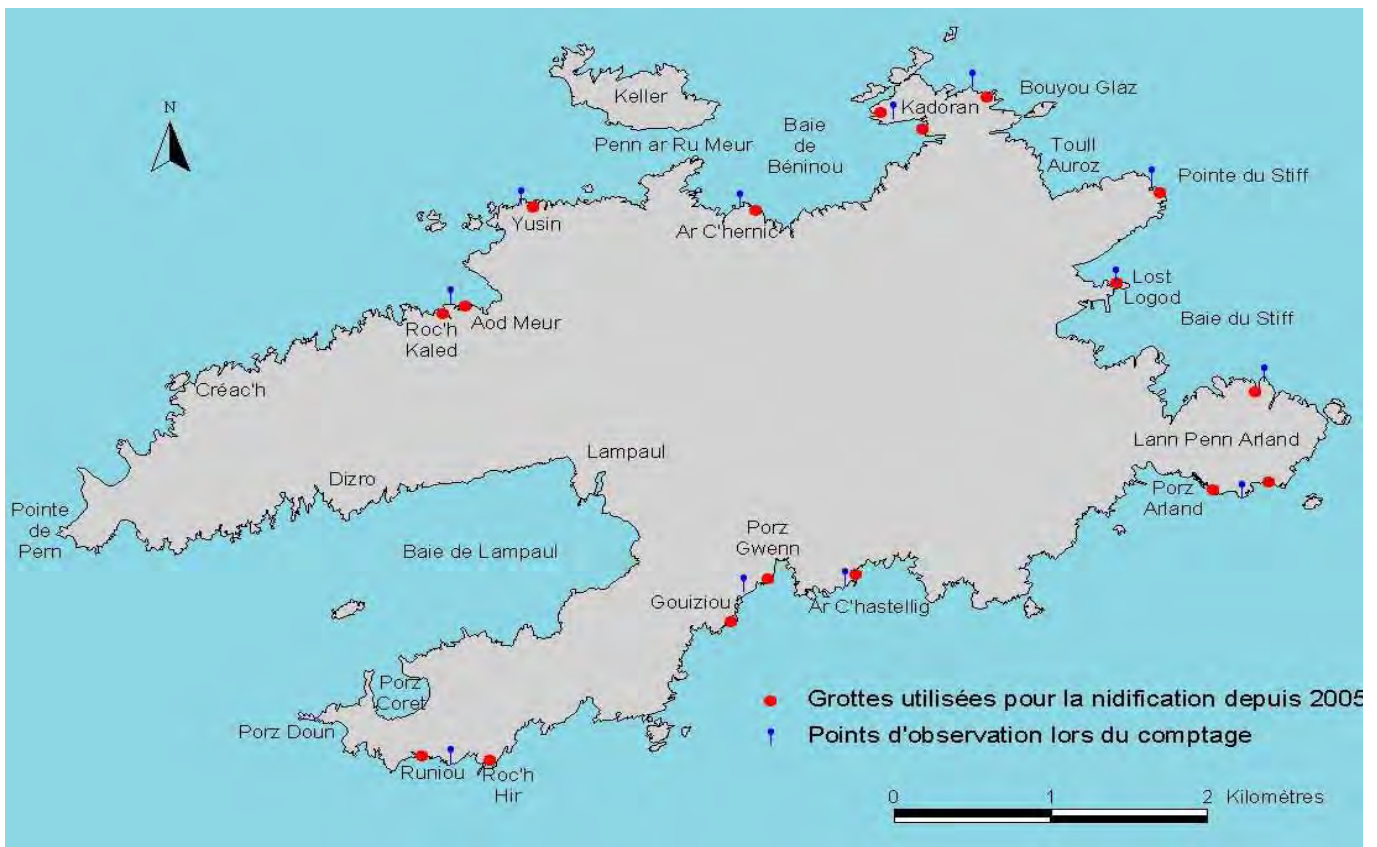 N
Keller
Penn ar Ru Meur
Baie
de
Béninou
Kadoran
Bouyou Glaz
Toull
Auroz
Pointe du Stiff
Yusin
Ar C'hernic
Lost
Logod
Baie du Stiff
Roc'h
Kaled
Aod Meur
Créac'h
Lann Penn Arland
Lampaul
Dizro
Porz
Arland
Pointe
de
Pern
Baie de Lampaul
Porz
Gwenn
Gouiziou
Ar C'hastellig
Porz
Coret
Porz Doun
Runiou
Roc'h
Hir
Grottes utilisées pour la nidification depuis 2005
Points d'observation lors du comptage
0 1 2 Kilomètres